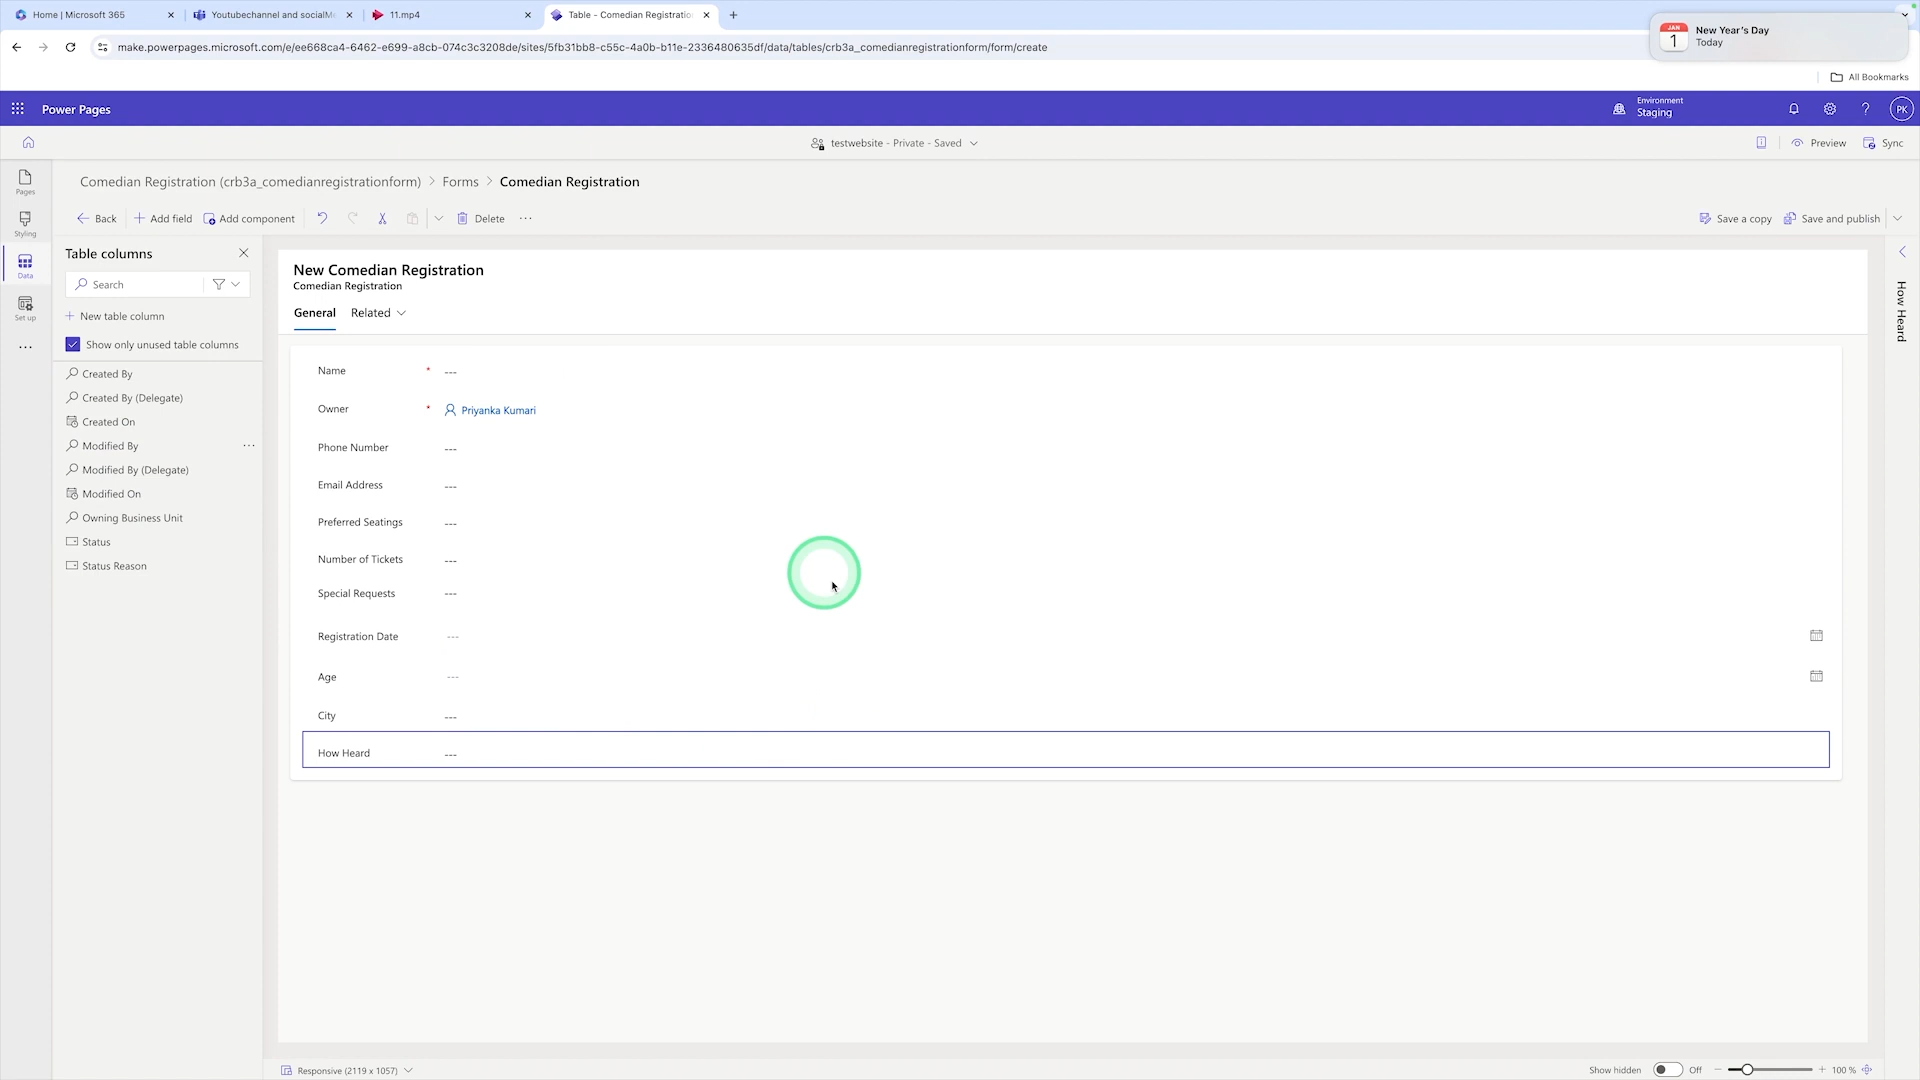 Home | Microsoft 365
Youtubechannel and socialM
11.mp4
Table - Comedian Registratio
make.powerpages.microsoft.com/e/ee668ca4-6462-e699-a8cb-074c3c3208de/sites/5fb31bb8-c55c-4a0b-b11e-2336480635df/data/tables/crb3a_comedianregistrationform/form/create
JAN
1
New Year's Day
Today
All Bookmarks
Power Pages
Environment
Staging
PK
testwebsite - Private - Saved
Preview
Sync
Pages
Styling
Data
Set up
Comedian Registration (crb3a_comedianregistrationform) > Forms > Comedian Registration
Back
Add field
Add component
Delete
Save a copy
Save and publish
Table columns
Search
New table column
Show only unused table columns
Created By
Created By (Delegate)
Created On
Modified By
Modified By (Delegate)
Modified On
Owning Business Unit
Status
Status Reason
New Comedian Registration
Comedian Registration
General
Related
Name * ---
Owner * Priyanka Kumari
Phone Number ---
Email Address ---
Preferred Seatings ---
Number of Tickets ---
Special Requests ---
Registration Date ---
Age ---
City ---
How Heard ---
How Heard
Responsive (2119 x 1057)
Show hidden
Off
100 %